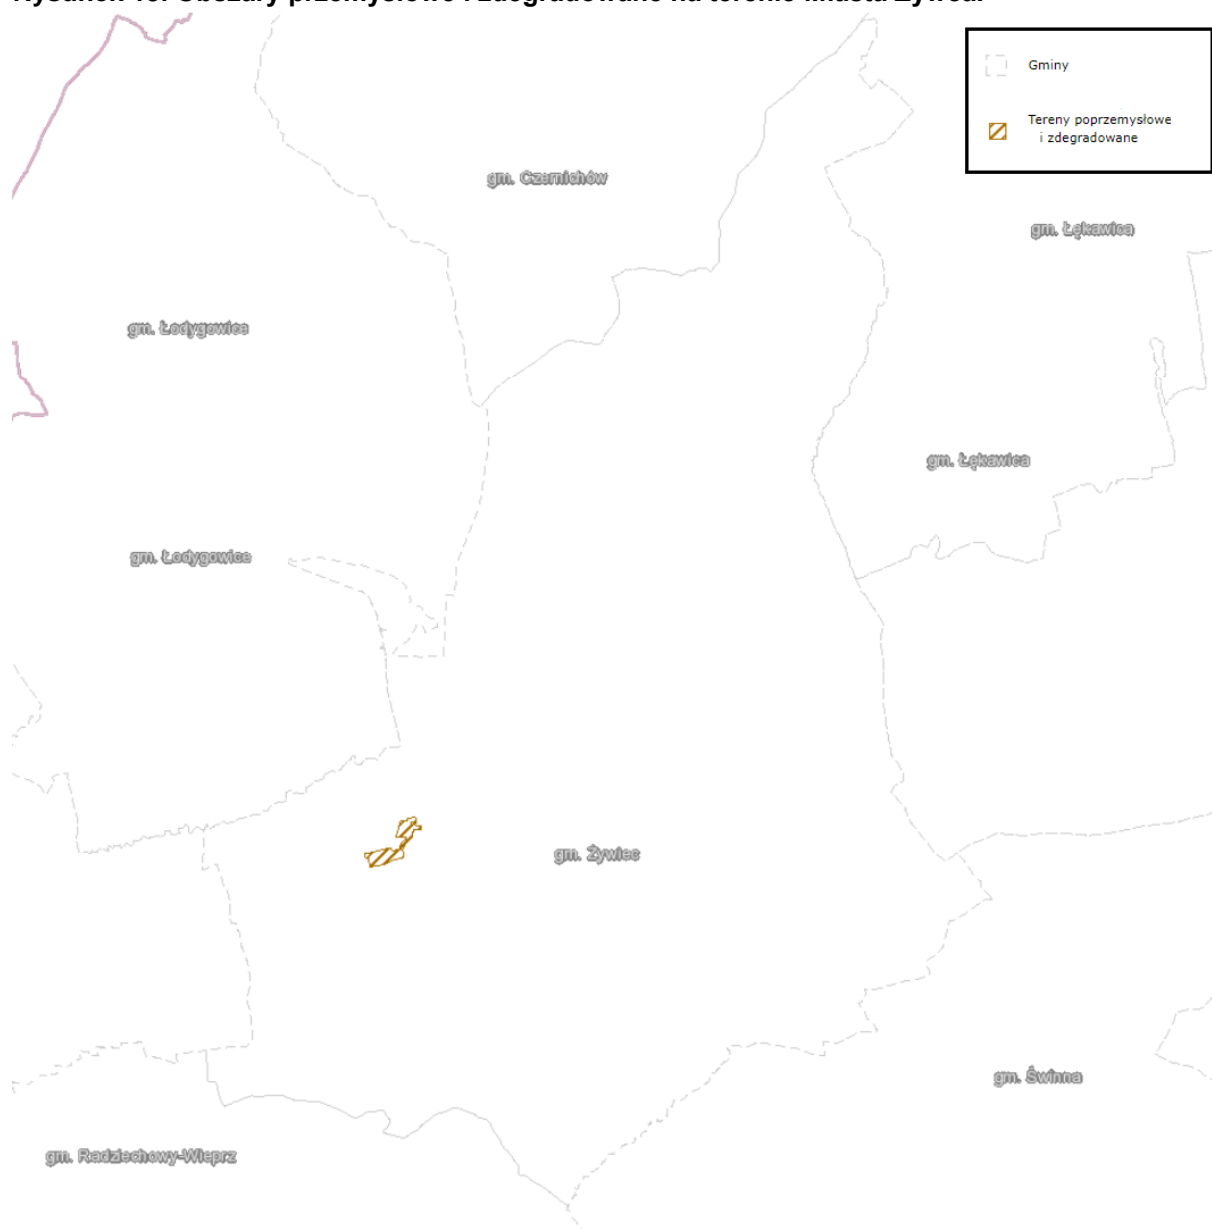 Gminy
Tereny poprzemysłowe
i zdegradowane
gm. Czernichów
gm. Łękawica
gm. Łodygowice
gm. Łękawica
gm. Łodygowice
gm. Żywiec
gm. Świnna
gm. Radziechowy-Wieprz